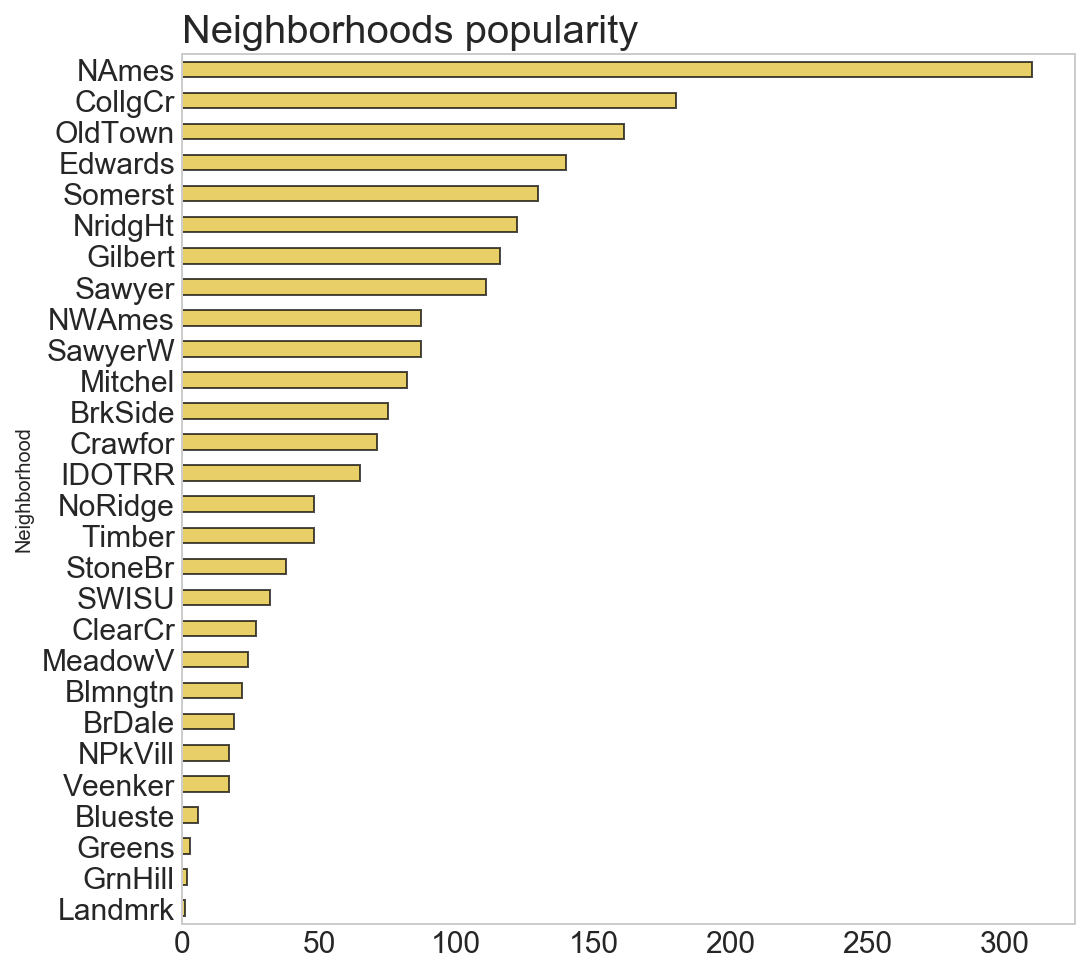 Neighborhoods popularity
NAmes
CollgCr
OldTown
Edwards
Somerst
NridgHt
Gilbert
Sawyer
NWAmes
SawyerW
Mitchel
BrkSide
Crawfor
IDOTRR
NoRidge
Timber
StoneBr
SWISU
ClearCr
MeadowV
Blmngtn
BrDale
NPkVill
Veenker
Blueste
Greens
GrnHill
Landmrk
Neighborhood
0 50 100 150 200 250 300